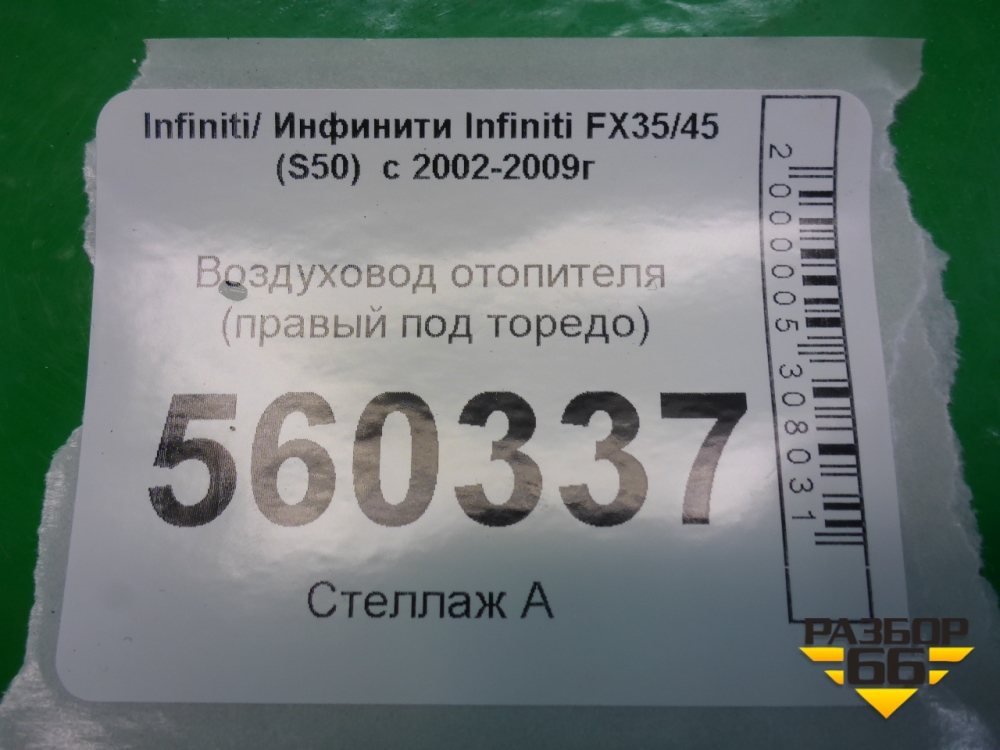 Infiniti/ Инфинити Infiniti FX35/45
(S50) с 2002-2009г
Воздуховод отопителя
(правый под торедо)
560337
Стеллаж А
2000005308031
РАЗБОР
66